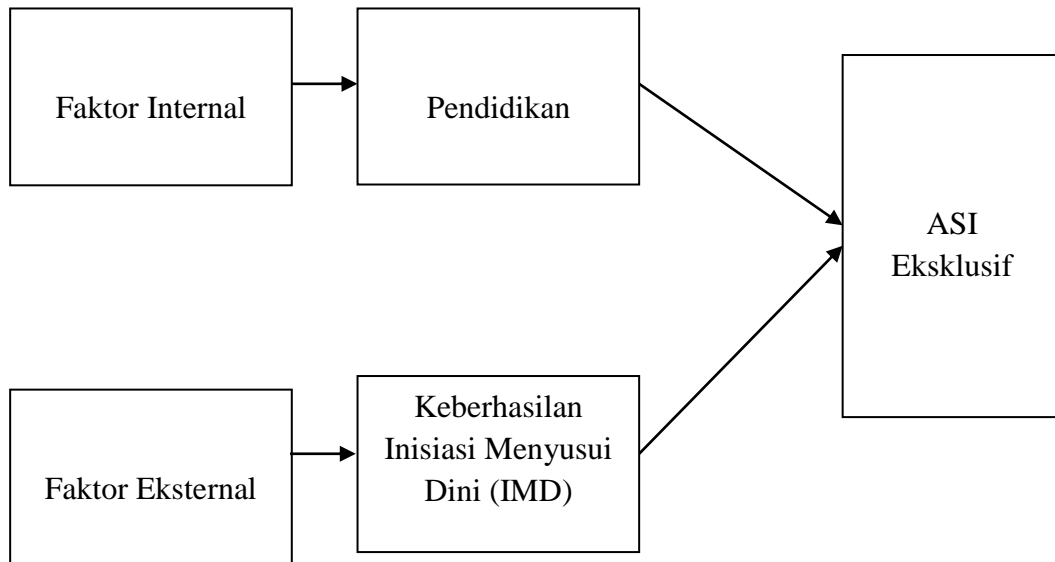 Faktor Internal
Pendidikan
ASI
Eksklusif
Keberhasilan
Inisiasi Menyusui
Dini (IMD)
Faktor Eksternal